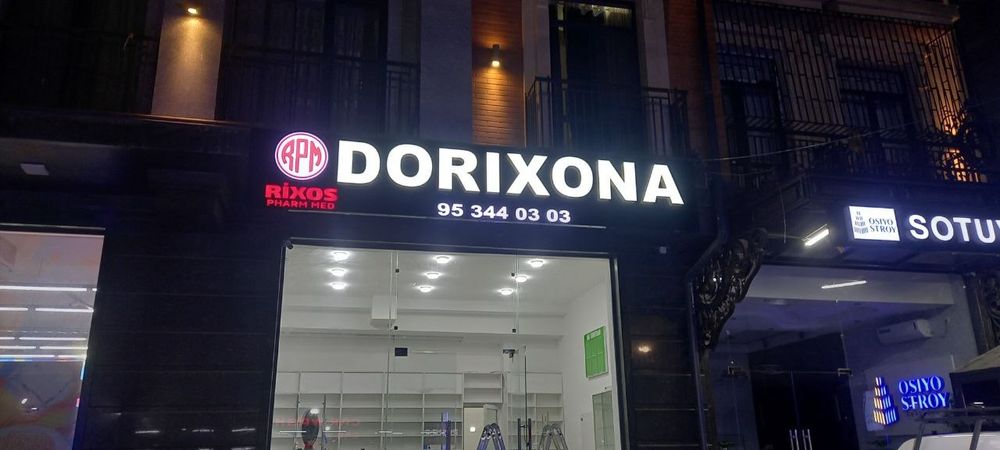 RPM
DORIXONA
RIXOS
PHARM MED
95 344 03 03
OSIYO
STROY
SOTU
OSIYO
STROY